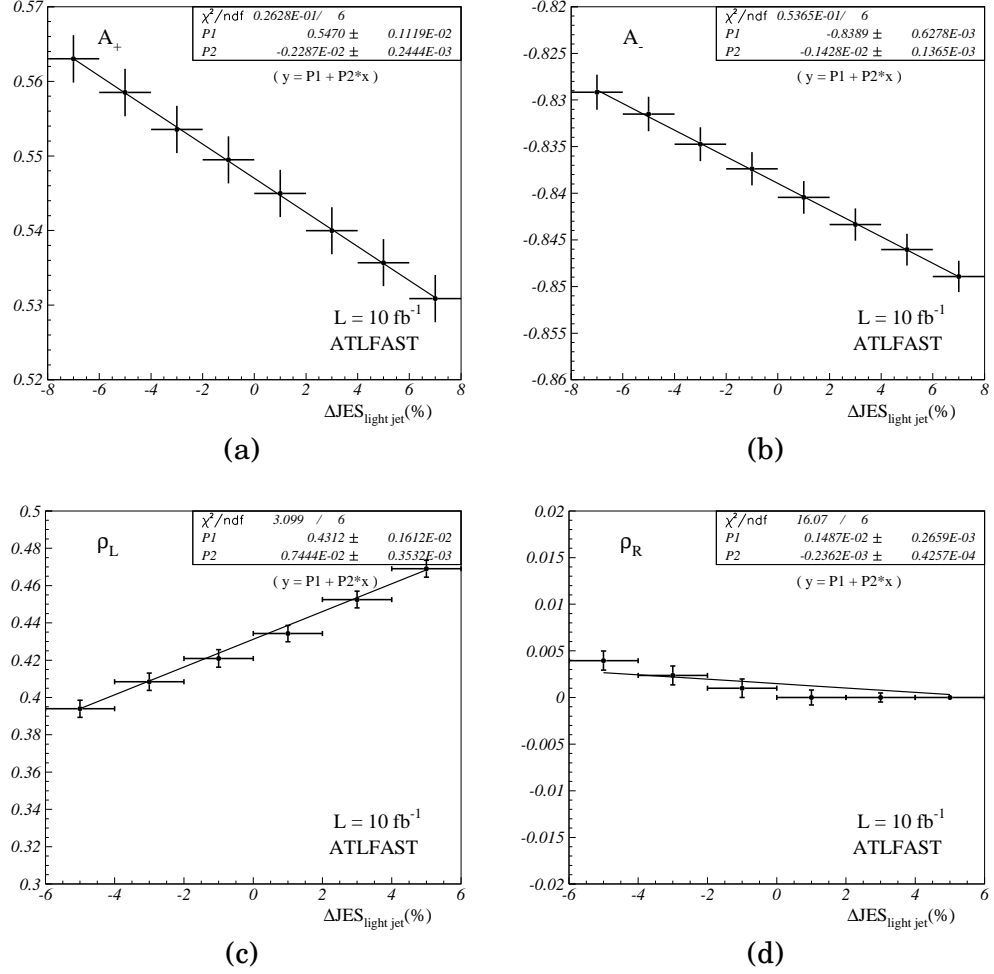 A₊
χ²/ndf 0.2628E-01/ 6
P1 0.5470 ± 0.1119E-02
P2 -0.2287E-02 ± 0.2444E-03
( y = P1 + P2*x )
0.57
0.56
0.55
0.54
0.53
0.52
L = 10 fb⁻¹
ATLFAST
-8 -6 -4 -2 0 2 4 6 8
ΔJES light jet (%)
(a)
A₋
χ²/ndf 0.5365E-01/ 6
P1 -0.8389 ± 0.6278E-03
P2 -0.1428E-02 ± 0.1365E-03
( y = P1 + P2*x )
-0.82
-0.825
-0.83
-0.835
-0.84
-0.845
-0.85
-0.855
-0.86
L = 10 fb⁻¹
ATLFAST
-8 -6 -4 -2 0 2 4 6 8
ΔJES light jet (%)
(b)
ρL
χ²/ndf 3.099 / 6
P1 0.4312 ± 0.1612E-02
P2 0.7444E-02 ± 0.3532E-03
( y = P1 + P2*x )
0.5
0.48
0.46
0.44
0.42
0.4
0.38
0.36
0.34
0.32
0.3
L = 10 fb⁻¹
ATLFAST
-6 -4 -2 0 2 4 6
ΔJES light jet (%)
(c)
ρR
χ²/ndf 16.07 / 6
P1 0.1487E-02 ± 0.2659E-03
P2 -0.2362E-03 ± 0.4257E-04
( y = P1 + P2*x )
0.02
0.015
0.01
0.005
0
-0.005
-0.01
-0.015
-0.02
L = 10 fb⁻¹
ATLFAST
-6 -4 -2 0 2 4 6
ΔJES light jet (%)
(d)